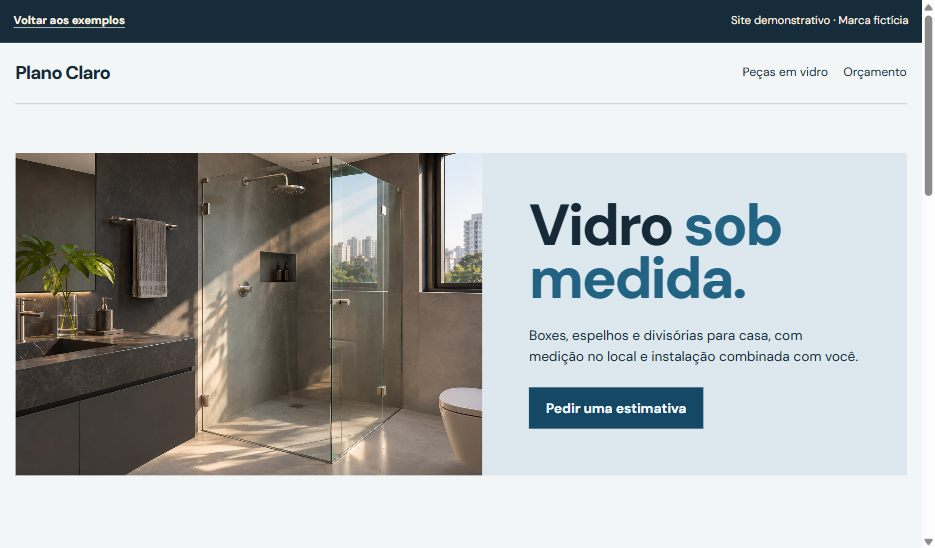 Voltar aos exemplos
Site demonstrativo · Marca fictícia
Plano Claro
Peças em vidro
Orçamento
Vidro sob
medida.
Boxes, espelhos e divisórias para casa, com
medição no local e instalação combinada com você.
Pedir uma estimativa